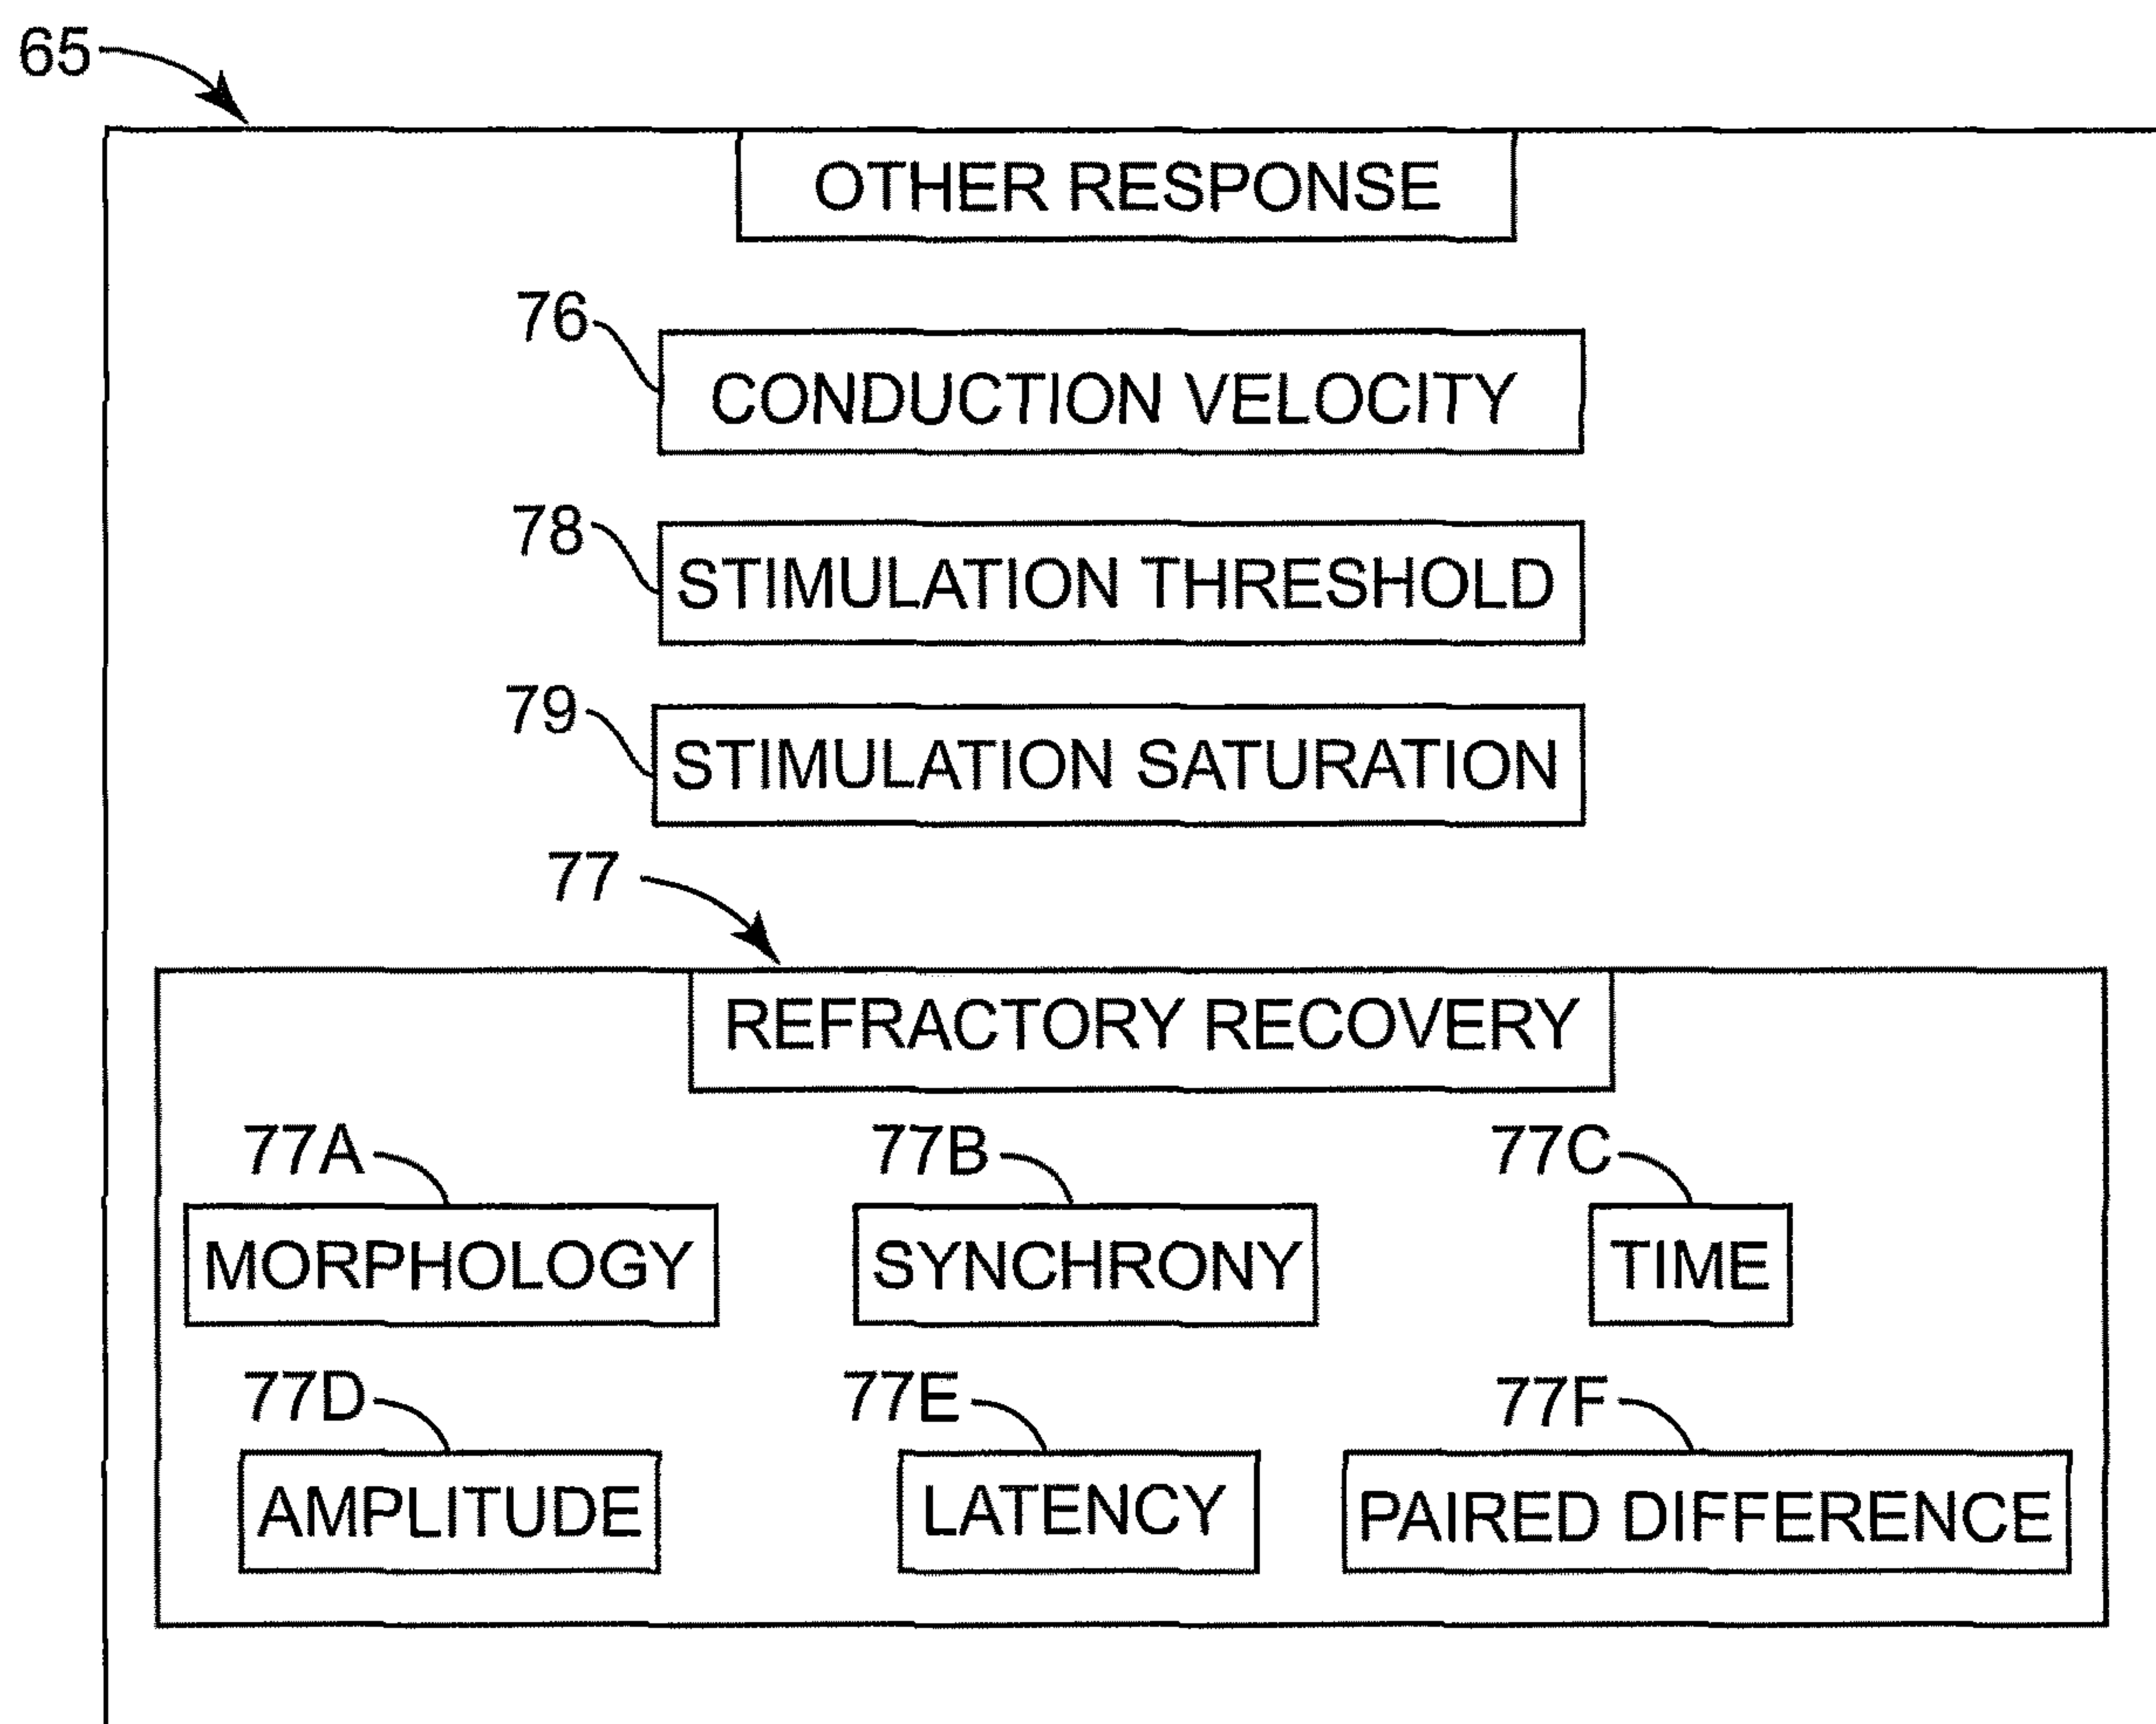 65
OTHER RESPONSE
76
CONDUCTION VELOCITY
78
STIMULATION THRESHOLD
79
STIMULATION SATURATION
77
REFRACTORY RECOVERY
77A 77B 77C
MORPHOLOGY SYNCHRONY TIME
77D 77E 77F
AMPLITUDE LATENCY PAIRED DIFFERENCE